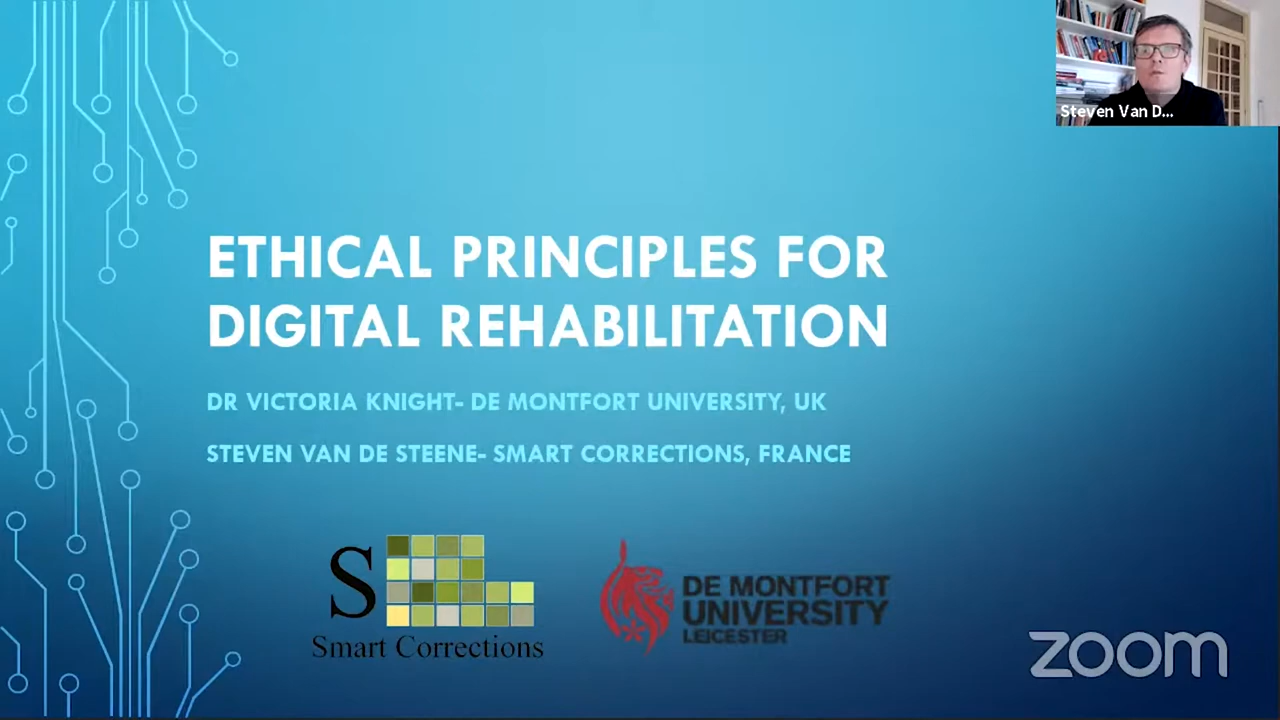 Steven Van D...
ETHICAL PRINCIPLES FOR
DIGITAL REHABILITATION
DR VICTORIA KNIGHT- DE MONTFORT UNIVERSITY, UK
STEVEN VAN DE STEENE- SMART CORRECTIONS, FRANCE
S
Smart Corrections
DE MONTFORT
UNIVERSITY
LEICESTER
zoom